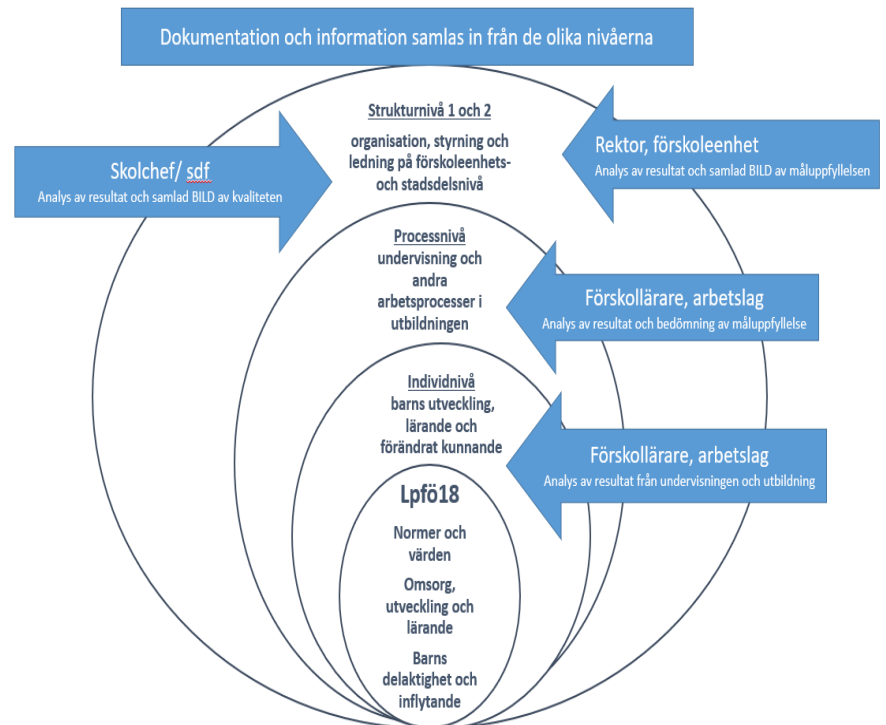 Dokumentation och information samlas in från de olika nivåerna
Strukturnivå 1 och 2
organisation, styrning och
ledning på förskoleenhets-
och stadsdelsnivå
Skolchef/ sdf
Analys av resultat och samlad BILD av kvaliteten
Rektor, förskoleenhet
Analys av resultat och samlad BILD av måluppfyllelsen
Processnivå
undervisning och
andra
arbetsprocesser i
utbildningen
Förskollärare, arbetslag
Analys av resultat och bedömning av måluppfyllelse
Individnivå
barns utveckling,
lärande och
förändrat kunnande
Förskollärare, arbetslag
Analys av resultat från undervisningen och utbildning
Lpfö18
Normer och
värden
Omsorg,
utveckling och
lärande
Barns
delaktighet och
inflytande